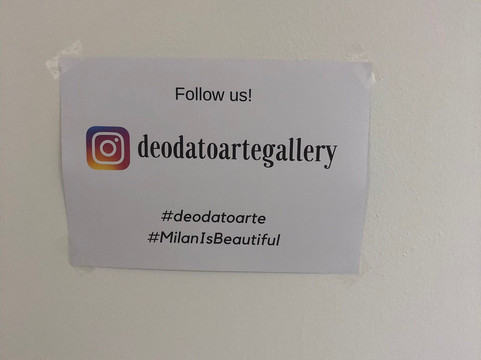 Follow us!
deodatoartegallery
#deodatoarte
#MilanIsBeautiful